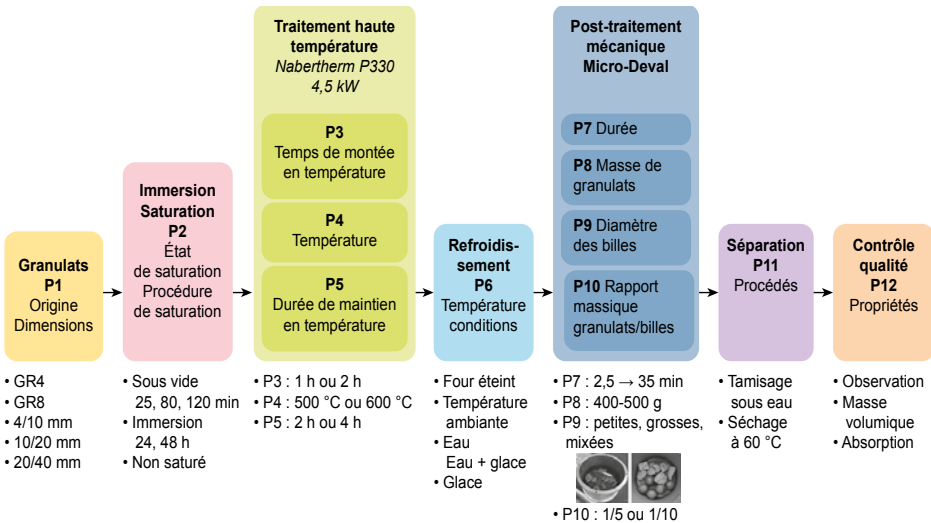 Granulats
P1
Origine
Dimensions
• GR4
• GR8
• 4/10 mm
• 10/20 mm
• 20/40 mm
Immersion
Saturation
P2
État
de saturation
Procédure
de saturation
• Sous vide
25, 80, 120 min
• Immersion
24, 48 h
• Non saturé
Traitement haute
température
Nabertherm P330
4,5 kW
P3
Temps de montée
en température
P4
Température
P5
Durée de maintien
en température
• P3 : 1 h ou 2 h
• P4 : 500 °C ou 600 °C
• P5 : 2 h ou 4 h
Refroidis-
sement
P6
Température
conditions
• Four éteint
• Température
ambiante
• Eau
Eau + glace
• Glace
Post-traitement
mécanique
Micro-Deval
P7 Durée
P8 Masse de
granulats
P9 Diamètre
des billes
P10 Rapport
massique
granulats/billes
• P7 : 2,5 → 35 min
• P8 : 400-500 g
• P9 : petites, grosses,
mixées
• P10 : 1/5 ou 1/10
Séparation
P11
Procédés
• Tamisage
sous eau
• Séchage
à 60 °C
Contrôle
qualité
P12
Propriétés
• Observation
• Masse
volumique
• Absorption